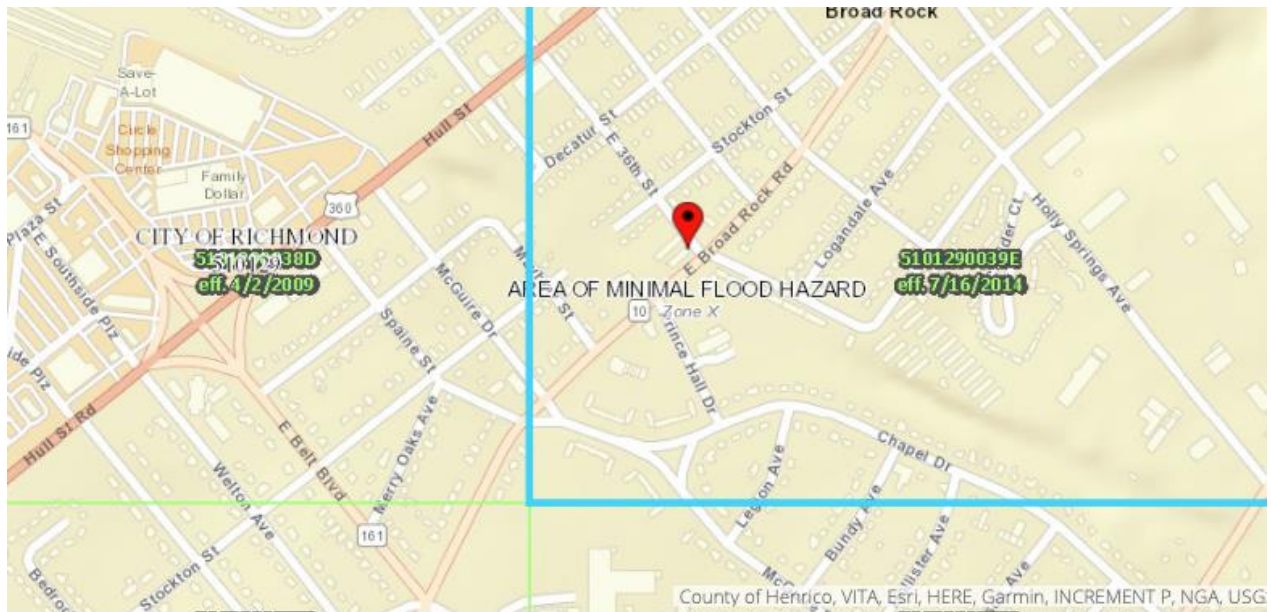 Broad Rock
Save-
A-Lot
161
Circle
Shopping
Center
Family
Dollar
Hull St
360
Decatur St
E 36th St
Stockton St
E Broad Rock Rd
Logandale Ave
Holly Springs Ave
Plaza St
E Southside Plz
CITY OF RICHMOND
eff. 4/2/2009
McGuire Dr
Spaine St
AREA OF MINIMAL FLOOD HAZARD
Zone X
10
5101290039E
eff. 7/16/2014
Prince Hall Dr
Hull St Rd
Welton Ave
E Belt Blvd
Merry Oaks Ave
161
Chapel Dr
Legion Ave
Bundy Ave
Stockton St
County of Henrico, VITA, Esri, HERE, Garmin, INCREMENT P, NGA, USG